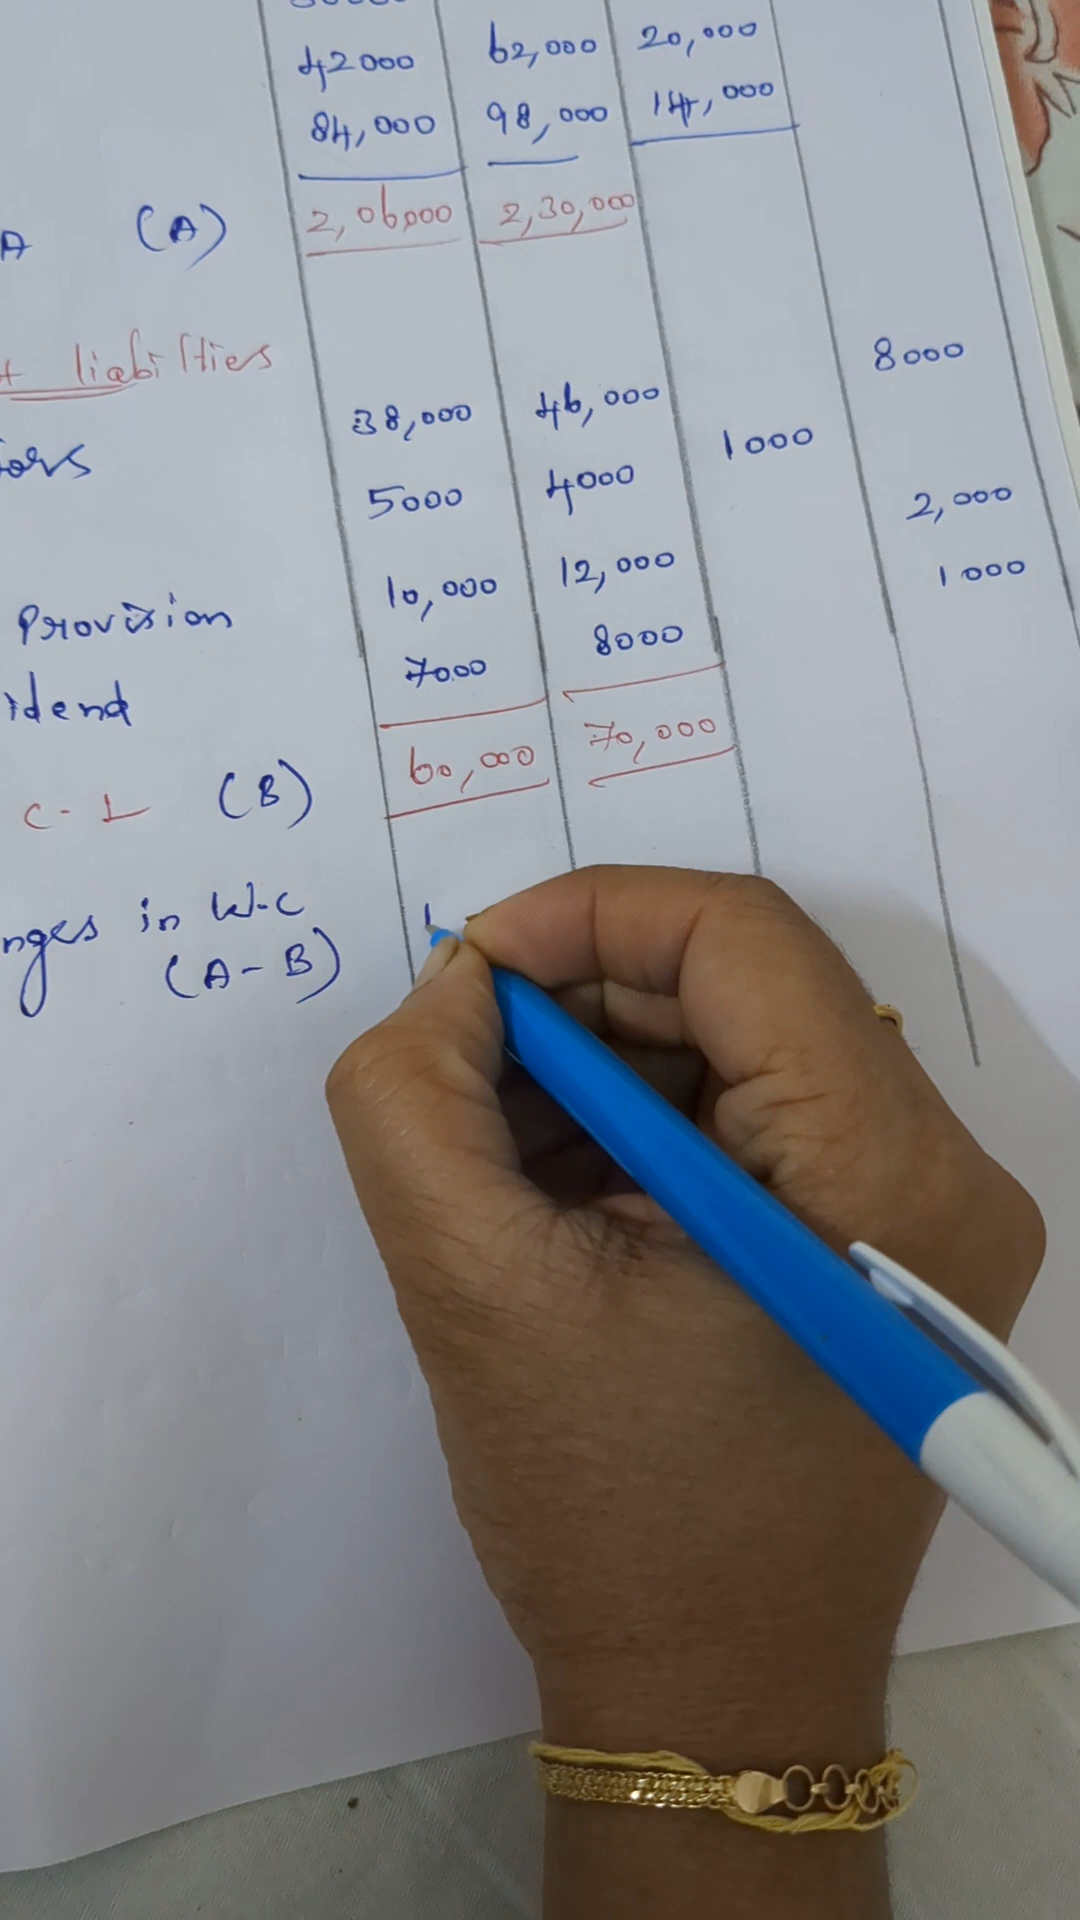 42000 62,000 20,000
84,000 98,000 14,000
A (A) 2,06,000 2,30,000
liabilties
8000
ors 38,000 46,000
5000 4000 1000
2,000
Provision 10,000 12,000
1000
idend 7000 8000
C-L (B) 60,000 70,000
nges in W.C
(A-B)